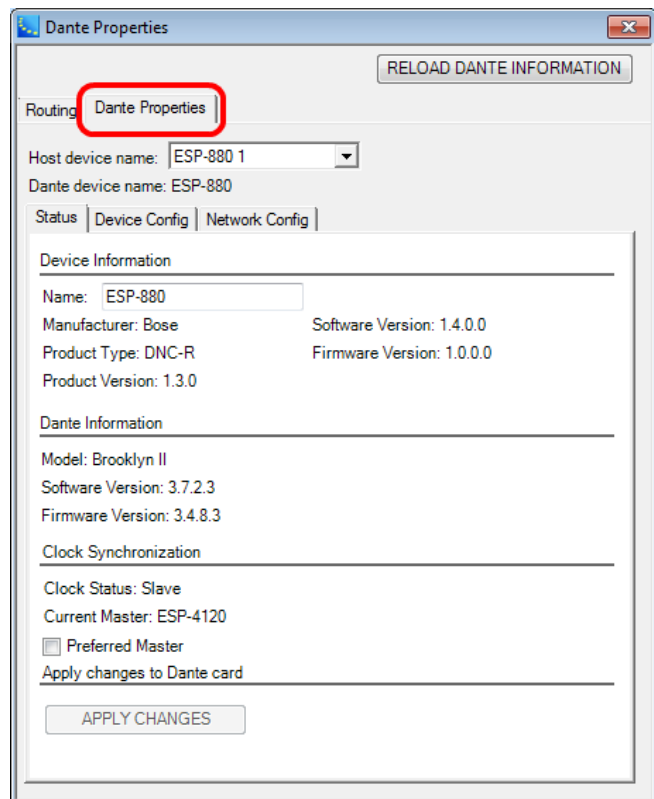 Dante Properties
RELOAD DANTE INFORMATION
Routing Dante Properties
Host device name: ESP-880 1
Dante device name: ESP-880
Status Device Config Network Config
Device Information
Name: ESP-880
Manufacturer: Bose Software Version: 1.4.0.0
Product Type: DNC-R Firmware Version: 1.0.0.0
Product Version: 1.3.0
Dante Information
Model: Brooklyn II
Software Version: 3.7.2.3
Firmware Version: 3.4.8.3
Clock Synchronization
Clock Status: Slave
Current Master: ESP-4120
Preferred Master
Apply changes to Dante card
APPLY CHANGES